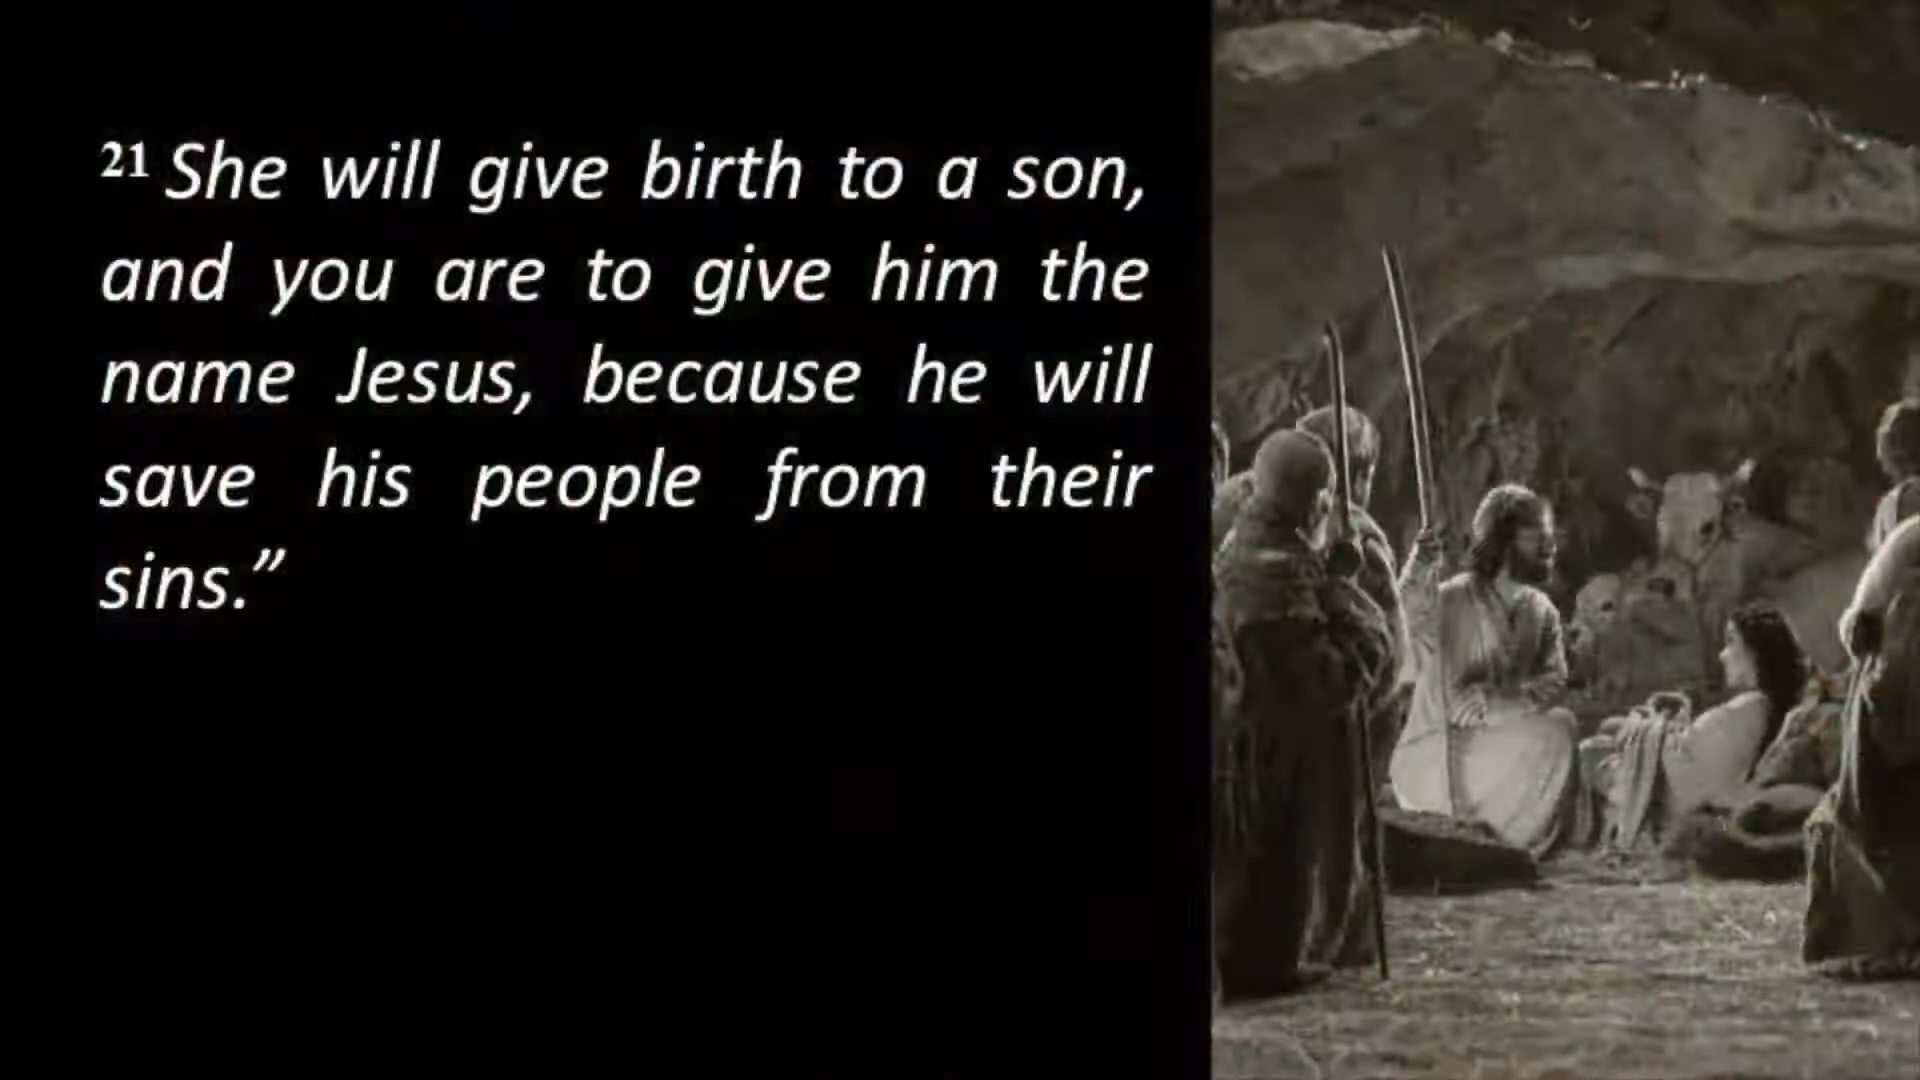 21 She will give birth to a son,
and you are to give him the
name Jesus, because he will
save his people from their
sins.”